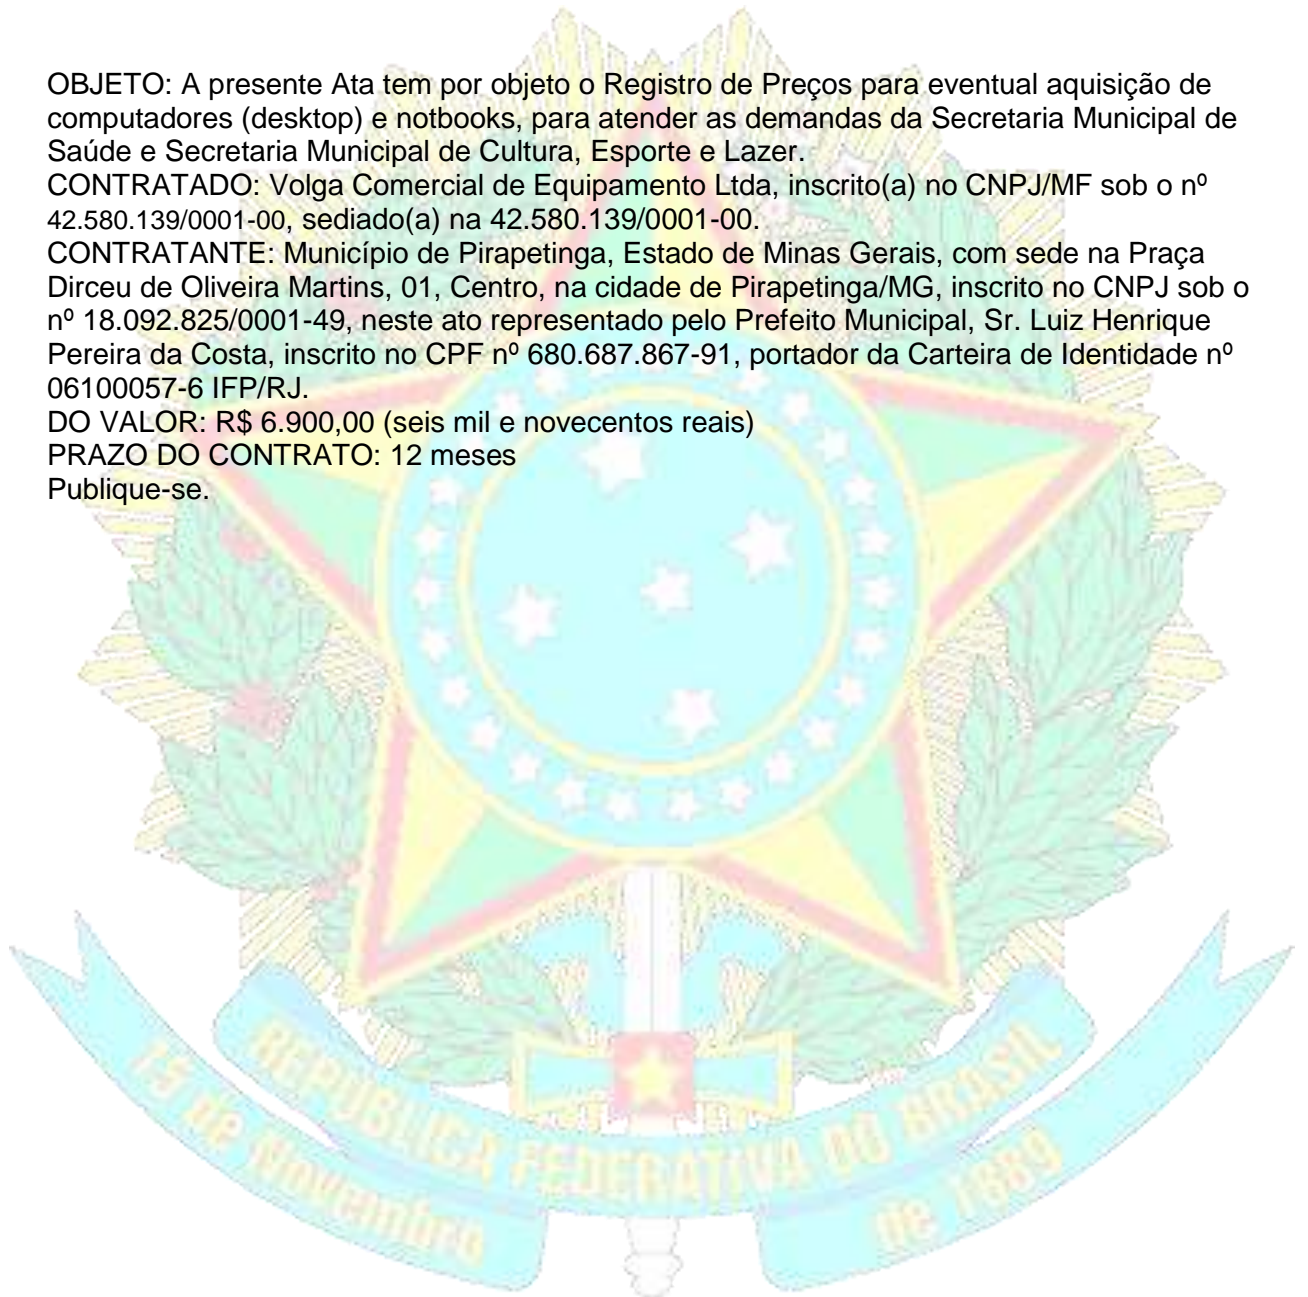 OBJETO: A presente Ata tem por objeto o Registro de Preços para eventual aquisição de
computadores (desktop) e notbooks, para atender as demandas da Secretaria Municipal de
Saúde e Secretaria Municipal de Cultura, Esporte e Lazer.
CONTRATADO: Volga Comercial de Equipamento Ltda, inscrito(a) no CNPJ/MF sob o nº
42.580.139/0001-00, sediado(a) na 42.580.139/0001-00.
CONTRATANTE: Município de Pirapetinga, Estado de Minas Gerais, com sede na Praça
Dirceu de Oliveira Martins, 01, Centro, na cidade de Pirapetinga/MG, inscrito no CNPJ sob o
nº 18.092.825/0001-49, neste ato representado pelo Prefeito Municipal, Sr. Luiz Henrique
Pereira da Costa, inscrito no CPF nº 680.687.867-91, portador da Carteira de Identidade nº
06100057-6 IFP/RJ.
DO VALOR: R$ 6.900,00 (seis mil e novecentos reais)
PRAZO DO CONTRATO: 12 meses
Publique-se.
REPÚBLICA FEDERATIVA DO BRASIL
15 de Novembro de 1889